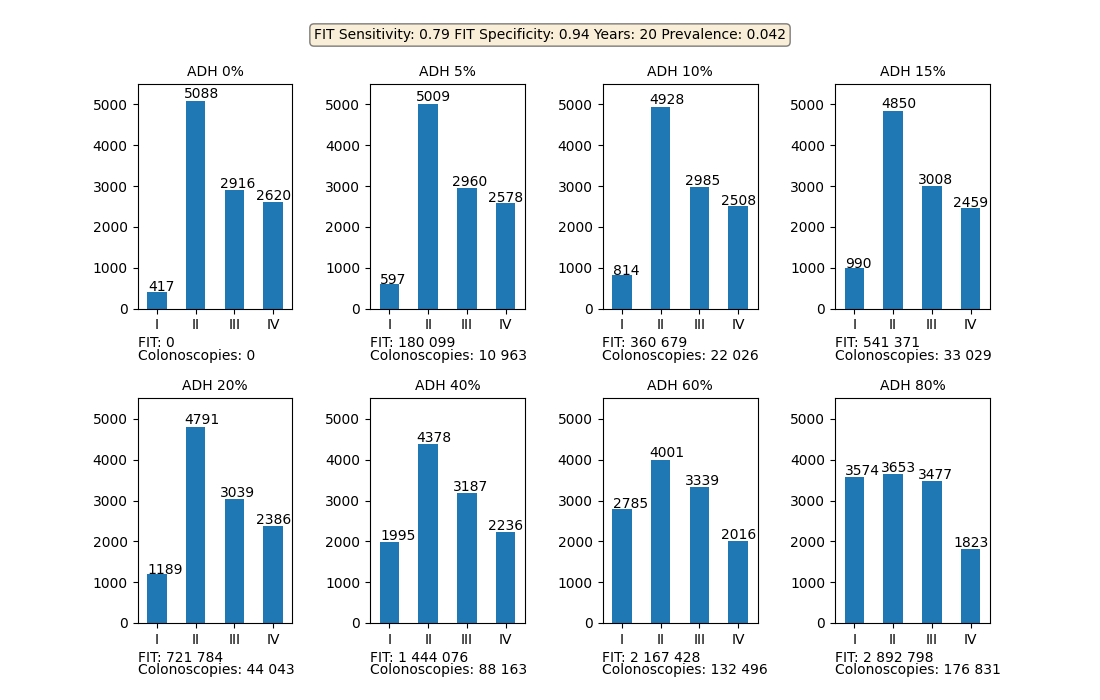 FIT Sensitivity: 0.79 FIT Specificity: 0.94 Years: 20 Prevalence: 0.042
ADH 0%
5000
4000
3000
2000
1000
0
5088
2916
2620
417
I II III IV
FIT: 0
Colonoscopies: 0
ADH 5%
5000
4000
3000
2000
1000
0
5009
2960
2578
597
I II III IV
FIT: 180 099
Colonoscopies: 10 963
ADH 10%
5000
4000
3000
2000
1000
0
4928
2985
2508
814
I II III IV
FIT: 360 679
Colonoscopies: 22 026
ADH 15%
5000
4000
3000
2000
1000
0
4850
3008
2459
990
I II III IV
FIT: 541 371
Colonoscopies: 33 029
ADH 20%
5000
4000
3000
2000
1000
0
4791
3039
2386
1189
I II III IV
FIT: 721 784
Colonoscopies: 44 043
ADH 40%
5000
4000
3000
2000
1000
0
4378
3187
2236
1995
I II III IV
FIT: 1 444 076
Colonoscopies: 88 163
ADH 60%
5000
4000
3000
2000
1000
0
4001
3339
2785
2016
I II III IV
FIT: 2 167 428
Colonoscopies: 132 496
ADH 80%
5000
4000
3000
2000
1000
0
3574 3653 3477
1823
I II III IV
FIT: 2 892 798
Colonoscopies: 176 831